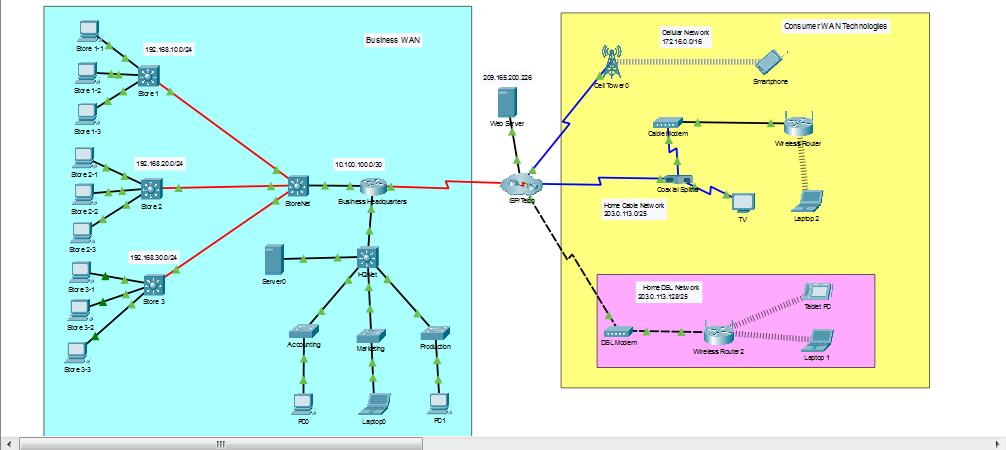 Business WAN
Store 1-1
192.168.10.0/24
Store 1-2
Store 1
Store 1-3
Store 2-1
192.168.20.0/24
Store 2-2
Store 2
Store 2-3
192.168.30.0/24
Store 3-1
Store 3
Store 3-2
Store 3-3
StoreNet
10.100.100.0/30
Business Headquarters
Server0
Accounting
Marketing
Production
PC0
Laptop0
PC1
209.165.200.226
Web Server
Consumer WAN Technologies
Cellular Network
172.16.0.0/16
Cell Tower0
Smartphone
Cable Modem
Wireless Router
Coaxial Splitter
Home Cable Network
203.0.113.0/25
TV
Laptop 2
Home DSL Network
203.0.113.128/25
Tablet PC
DSL Modem
Wireless Router2
Laptop 1